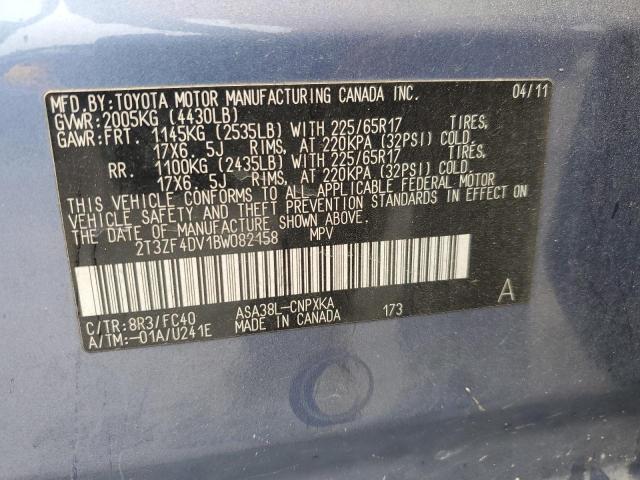 MFD. BY: TOYOTA MOTOR MANUFACTURING CANADA INC. 04/11
GVWR: 2005KG (4430LB)
GAWR: FRT. 1145KG (2535LB) WITH 225/65R17 TIRES,
17X6. 5J RIMS, AT 220KPA (32PSI) COLD.
RR. 1100KG (2435LB) WITH 225/65R17 TIRES,
17X6. 5J RIMS, AT 220KPA (32PSI) COLD.
THIS VEHICLE CONFORMS TO ALL APPLICABLE FEDERAL MOTOR
VEHICLE SAFETY AND THEFT PREVENTION STANDARDS IN EFFECT ON
THE DATE OF MANUFACTURE SHOWN ABOVE.
2T3ZF4DV1BW082458 MPV
C/TR: 8R3/FC40 ASA38L-CNPXKA 173 A
A/TM: -01A/U241E MADE IN CANADA